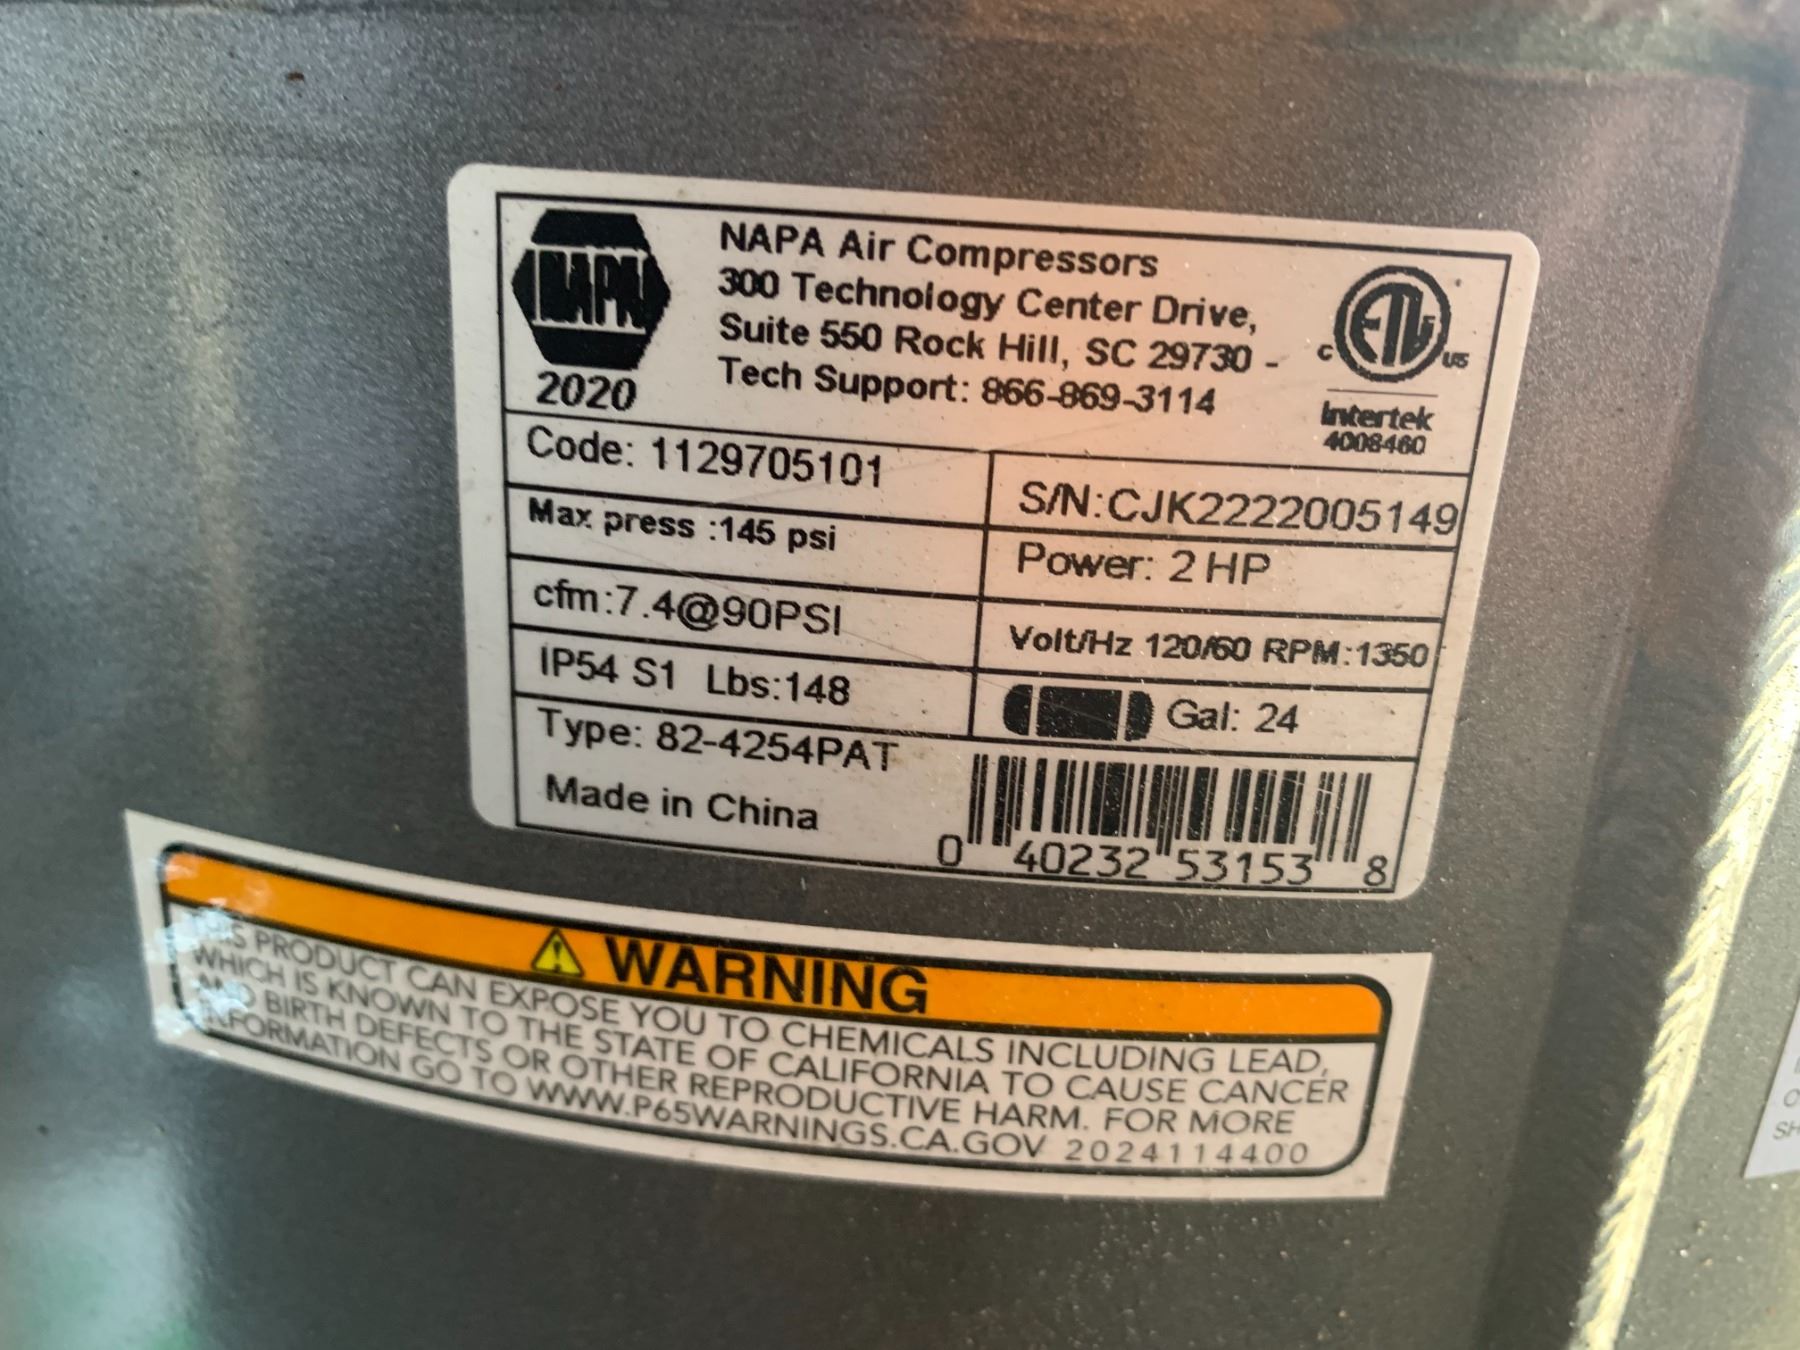 NAPA
2020
NAPA Air Compressors
300 Technology Center Drive,
Suite 550 Rock Hill, SC 29730 -
Tech Support: 866-869-3114
C ETL US
Intertek
4008460
Code: 1129705101
S/N:CJK2222005149
Max press :145 psi
Power: 2 HP
cfm:7.4@90PSI
Volt/Hz 120/60 RPM:1350
IP54 S1 Lbs:148
Gal: 24
Type: 82-4254PAT
Made in China
0 40232 53153 8
WARNING
THIS PRODUCT CAN EXPOSE YOU TO CHEMICALS INCLUDING LEAD,
WHICH IS KNOWN TO THE STATE OF CALIFORNIA TO CAUSE CANCER
AND BIRTH DEFECTS OR OTHER REPRODUCTIVE HARM. FOR MORE
INFORMATION GO TO WWW.P65WARNINGS.CA.GOV 2024114400